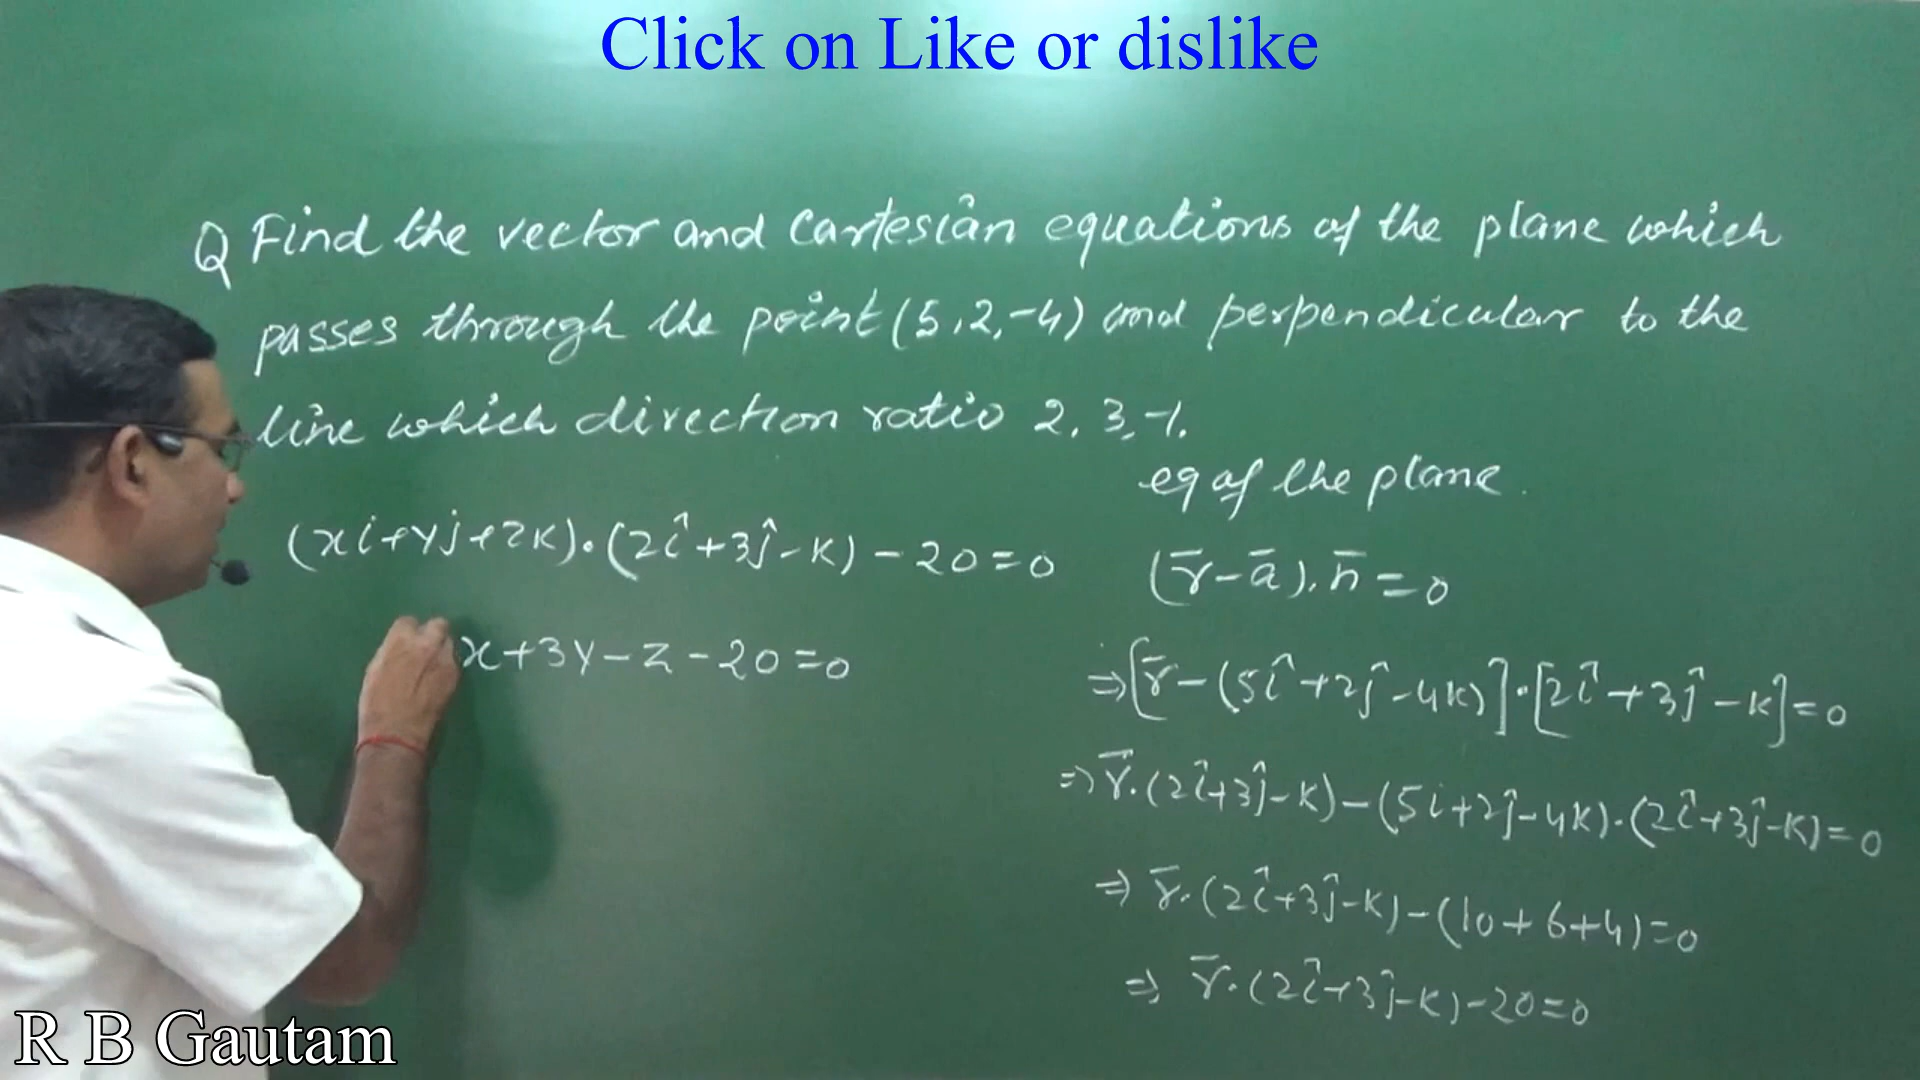 Click on Like or dislike
Q Find the vector and Cartesian equations of the plane which
passes through the point (5,2,-4) and perpendicular to the
line which direction ratio 2, 3, -1.
(xi+yj+zk).(2î+3ĵ-k) - 20=0
x+3y-z-20=0
eq of the plane.
(r̄-ā).n̄=0
⇒[r̄-(5î+2ĵ-4k)].[2î+3ĵ-k]=0
⇒r̄.(2î+3ĵ-k)-(5i+2ĵ-4k).(2î+3ĵ-k)=0
⇒ r̄.(2î+3ĵ-k)-(10+6+4)=0
⇒ r̄.(2î+3ĵ-k)-20=0
R B Gautam